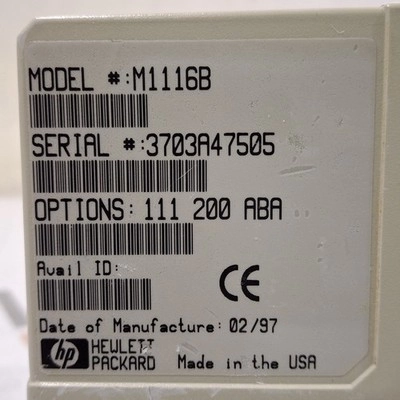 MODEL #:M1116B
SERIAL #:3703A47505
OPTIONS: 111 200 ABA
Avail ID:
CE
Date of Manufacture: 02/97
hp HEWLETT
PACKARD Made in the USA